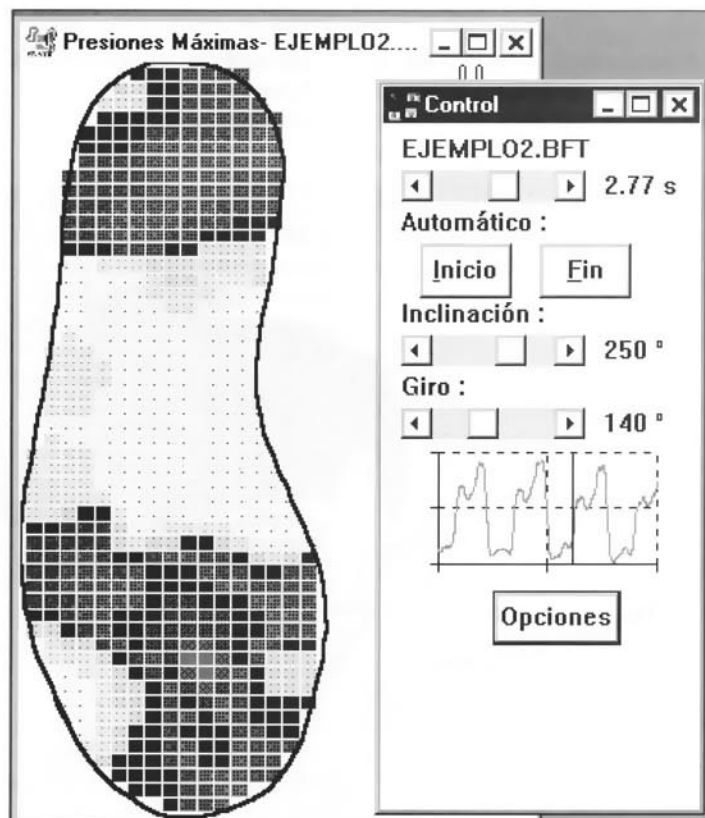 Presiones Máximas- EJEMPLO2....
Control
EJEMPLO2.BFT
2.77 s
Automático :
Inicio
Fin
Inclinación :
250 °
Giro :
140 °
Opciones